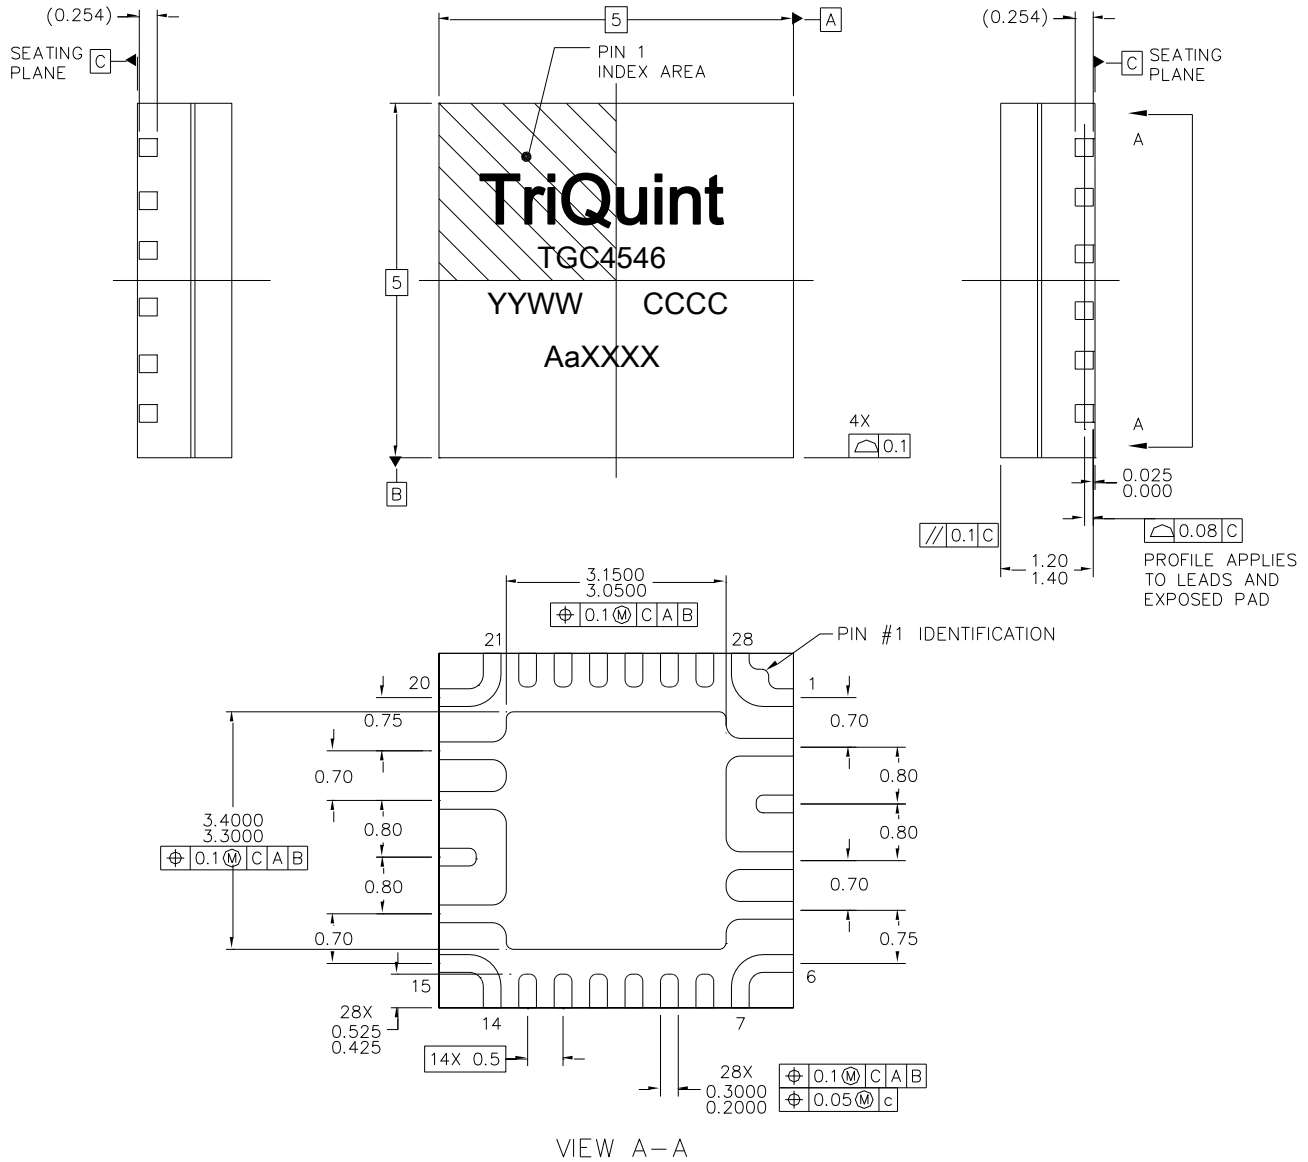 (0.254)
5
A
(0.254)
SEATING
PLANE
C
PIN 1
INDEX AREA
C
SEATING
PLANE
A
TriQuint
TGC4546
5
YYWW CCCC
AaXXXX
A
4X
0.1
B
0.025
0.000
// 0.1 C
0.08 C
1.20
1.40
PROFILE APPLIES
TO LEADS AND
EXPOSED PAD
3.1500
3.0500
⌖ 0.1 Ⓜ C A B
21
28
PIN #1 IDENTIFICATION
20
1
0.75
0.70
0.70
0.80
3.4000
3.3000
⌖ 0.1 Ⓜ C A B
0.80
0.80
0.80
0.70
0.70
0.75
15
6
28X
0.525
0.425
14
7
14X 0.5
28X
0.3000
0.2000
⌖ 0.1 Ⓜ C A B
⌖ 0.05 Ⓜ c
VIEW A-A